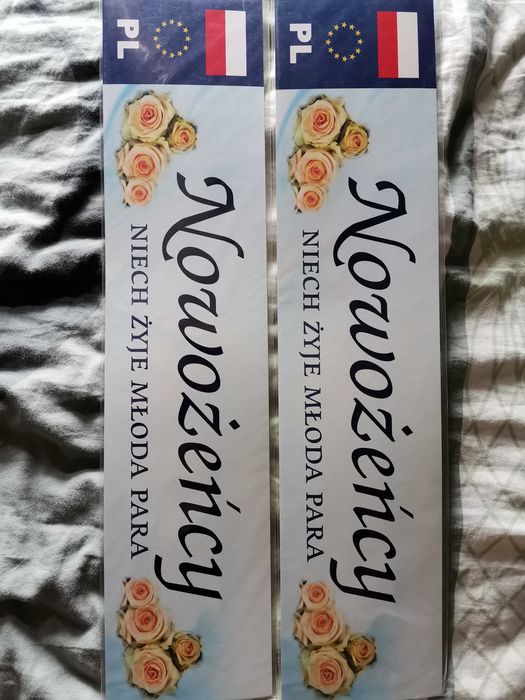 PL
Nowożeńcy
NIECH ŻYJE MŁODA PARA
PL
Nowożeńcy
NIECH ŻYJE MŁODA PARA